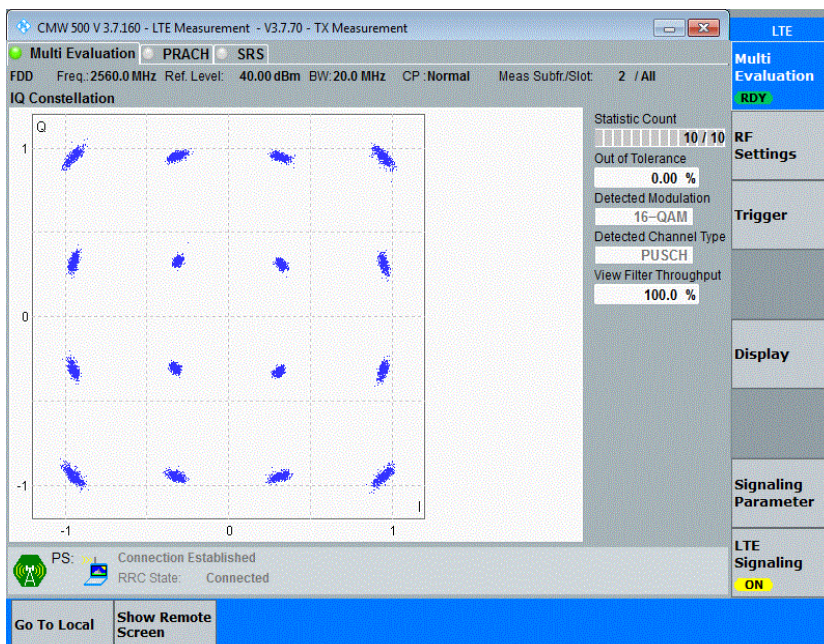 CMW 500 V 3.7.160 - LTE Measurement - V3.7.70 - TX Measurement
LTE
Multi Evaluation PRACH SRS
Multi
Evaluation
RDY
FDD Freq.: 2560.0 MHz Ref. Level: 40.00 dBm BW: 20.0 MHz CP : Normal Meas Subfr./Slot: 2 / All
IQ Constellation
Q
1
0
-1
-1
0
1
I
Statistic Count
10 / 10
Out of Tolerance
0.00 %
Detected Modulation
16-QAM
Detected Channel Type
PUSCH
View Filter Throughput
100.0 %
RF
Settings
Trigger
Display
Signaling
Parameter
LTE
Signaling
ON
PS: Connection Established
RRC State: Connected
Go To Local
Show Remote
Screen